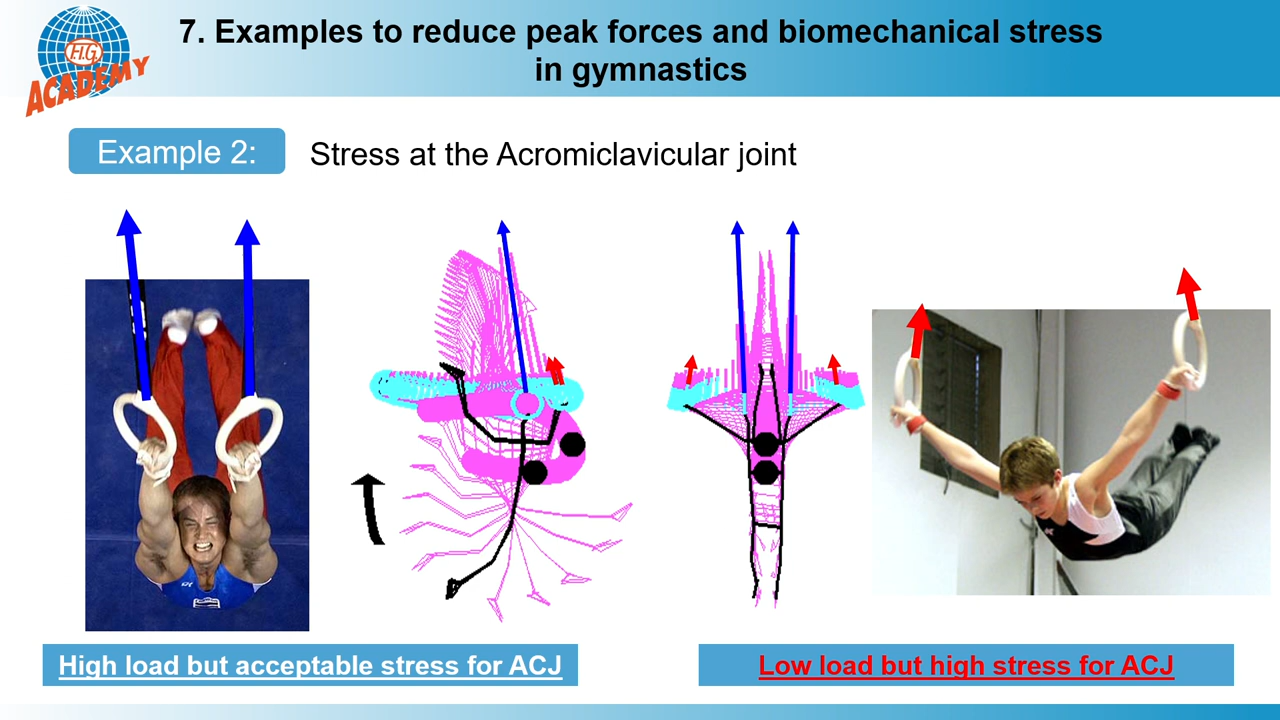 F.I.G.
ACADEMY
7. Examples to reduce peak forces and biomechanical stress
in gymnastics
Example 2:
Stress at the Acromiclavicular joint
High load but acceptable stress for ACJ
Low load but high stress for ACJ